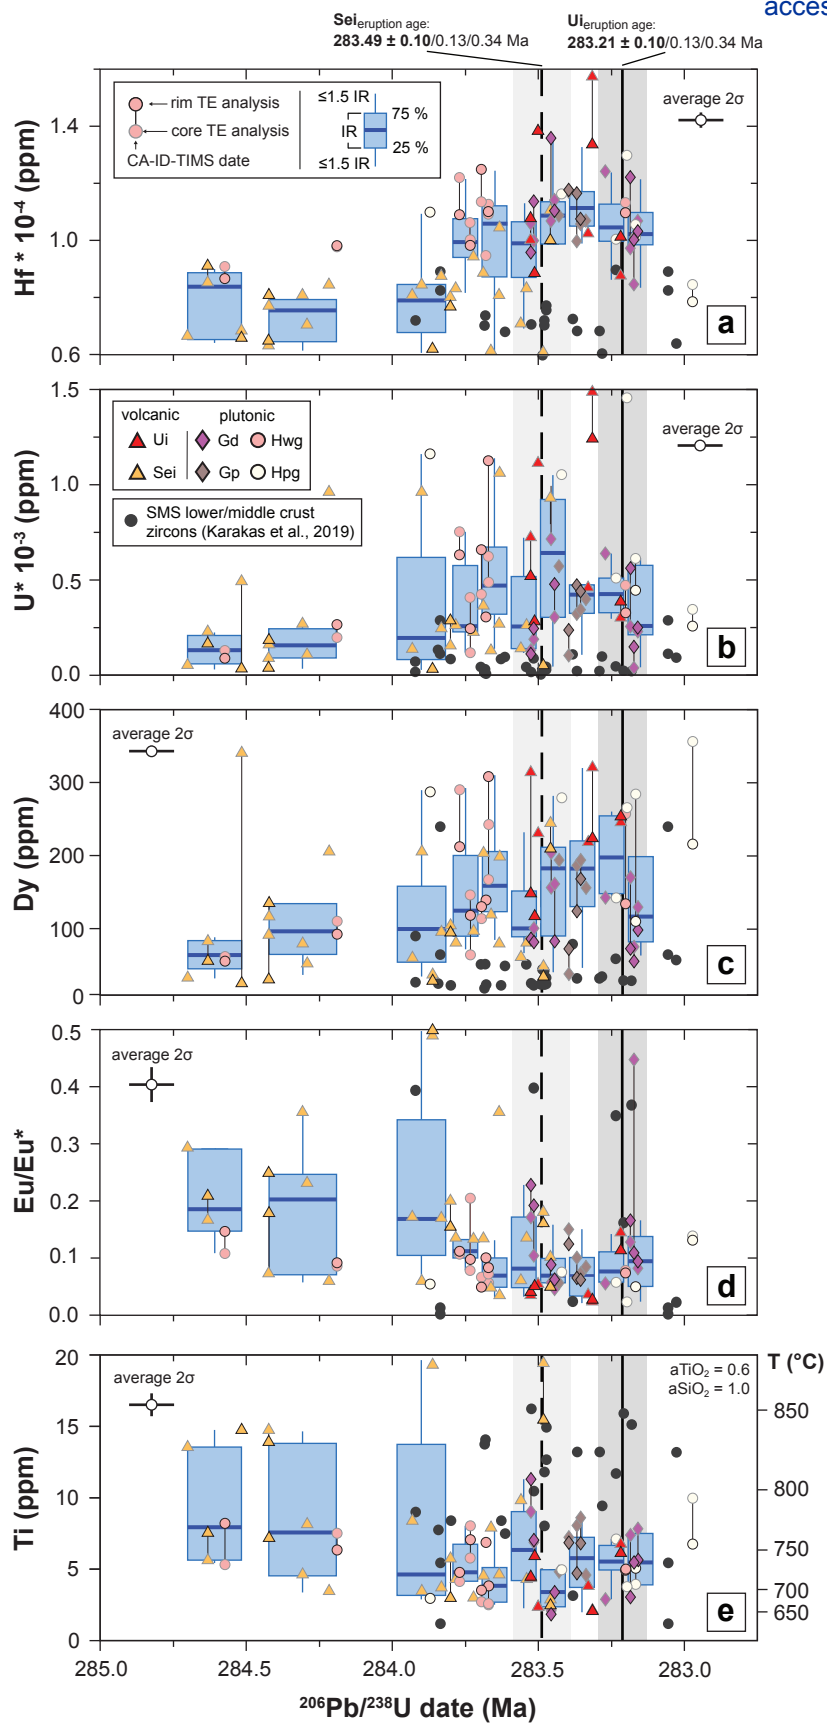 acces
Sei eruption age:
283.49 ± 0.10/0.13/0.34 Ma
Ui eruption age:
283.21 ± 0.10/0.13/0.34 Ma
rim TE analysis
core TE analysis
CA-ID-TIMS date
≤1.5 IR
IR
75 %
25 %
≤1.5 IR
average 2σ
Hf * 10⁻⁴ (ppm)
1.4
1.0
0.6
a
volcanic
plutonic
Ui
Gd
Hwg
Sei
Gp
Hpg
SMS lower/middle crust
zircons (Karakas et al., 2019)
average 2σ
U* 10⁻³ (ppm)
1.5
1.0
0.5
0.0
b
average 2σ
Dy (ppm)
400
300
200
100
0
c
average 2σ
Eu/Eu*
0.5
0.4
0.3
0.2
0.1
0.0
d
average 2σ
Ti (ppm)
20
15
10
5
0
T (°C)
aTiO₂ = 0.6
aSiO₂ = 1.0
850
800
750
700
650
e
285.0
284.5
284.0
283.5
283.0
²⁰⁶Pb/²³⁸U date (Ma)